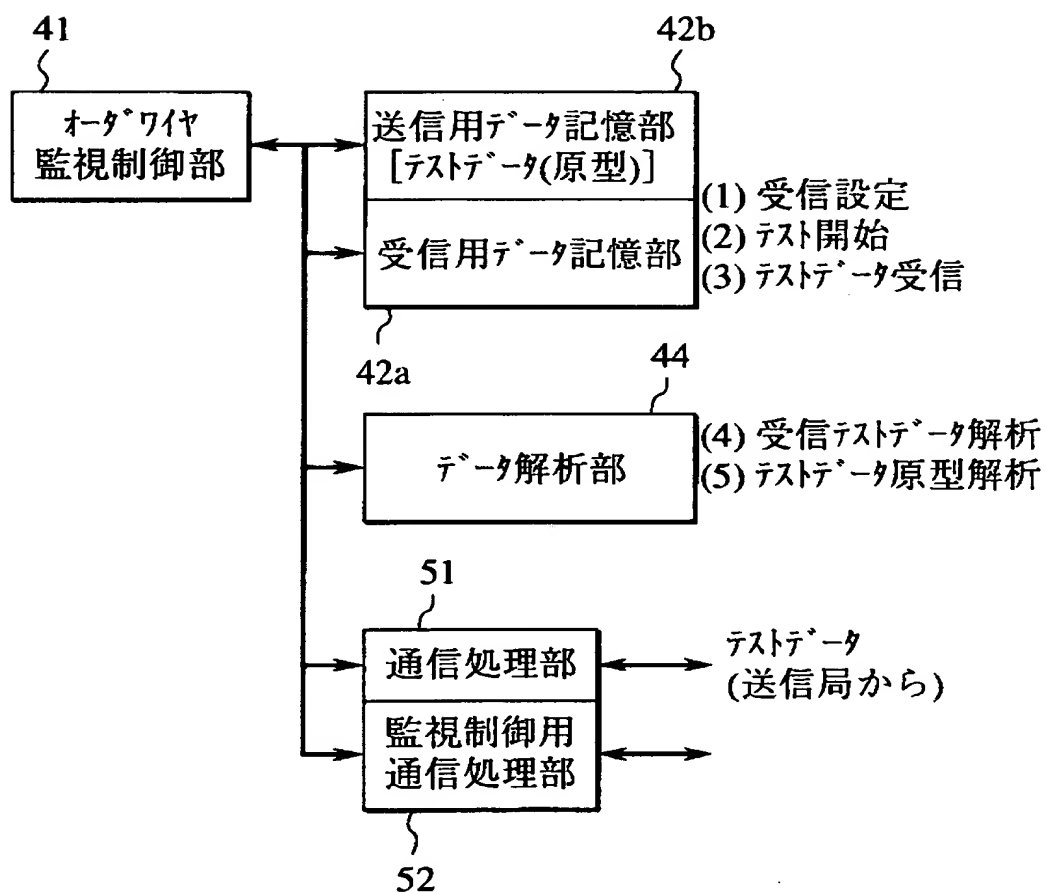 41
ｵｰﾀﾞﾜｲﾔ
監視制御部
42b
送信用ﾃﾞｰﾀ記憶部
[ﾃｽﾄﾃﾞｰﾀ(原型)]
受信用ﾃﾞｰﾀ記憶部
42a
(1) 受信設定
(2) ﾃｽﾄ開始
(3) ﾃｽﾄﾃﾞｰﾀ受信
44
ﾃﾞｰﾀ解析部
(4) 受信ﾃｽﾄﾃﾞｰﾀ解析
(5) ﾃｽﾄﾃﾞｰﾀ原型解析
51
通信処理部
監視制御用
通信処理部
52
ﾃｽﾄﾃﾞｰﾀ
(送信局から)